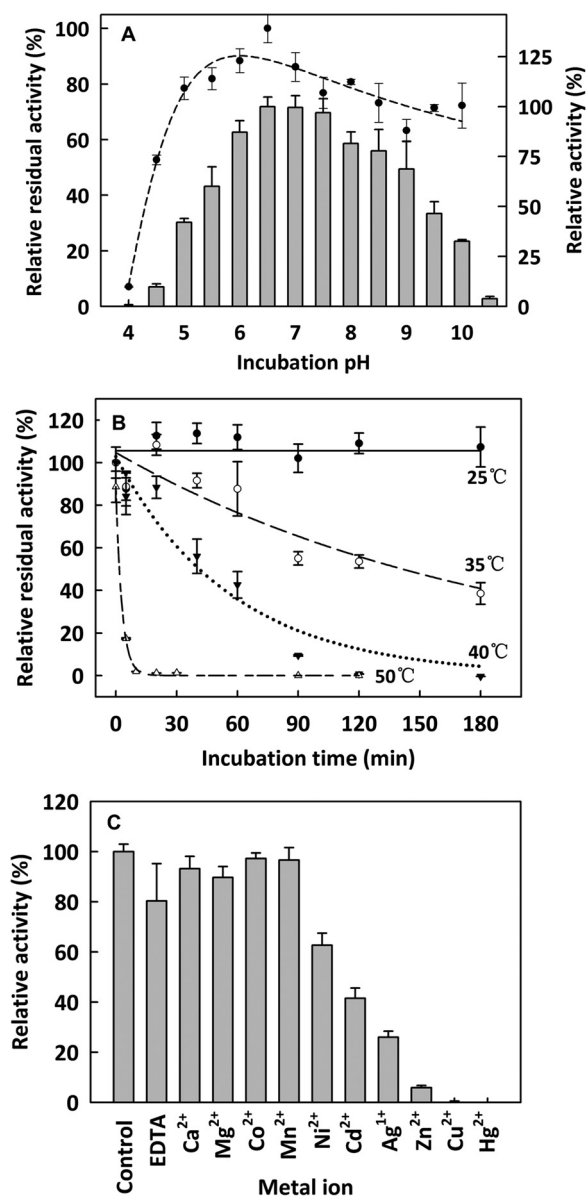 A
Relative residual activity (%)
100
80
60
40
20
0
Relative activity (%)
125
100
75
50
25
0
4 5 6 7 8 9 10
Incubation pH
B
Relative residual activity (%)
120
100
80
60
40
20
0
25℃
35℃
40℃
50℃
0 30 60 90 120 150 180
Incubation time (min)
C
Relative activity (%)
120
100
80
60
40
20
0
Control EDTA Ca²⁺ Mg²⁺ Co²⁺ Mn²⁺ Ni²⁺ Cd²⁺ Ag¹⁺ Zn²⁺ Cu²⁺ Hg²⁺
Metal ion